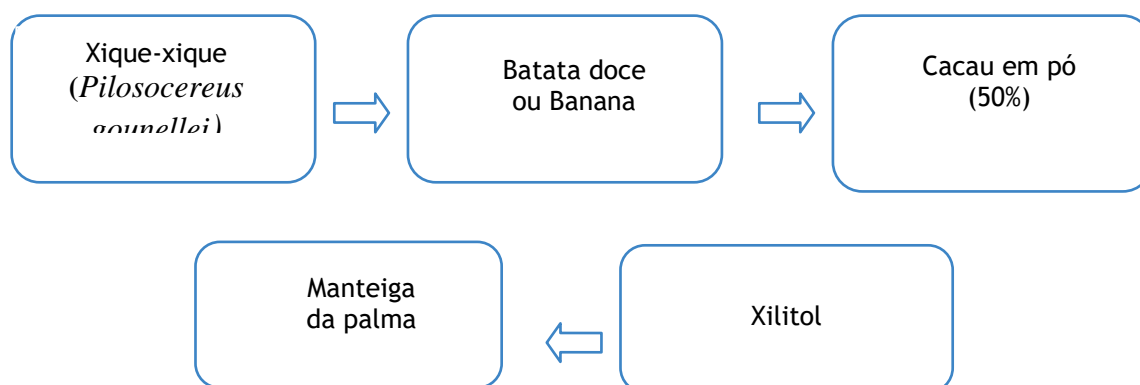 Xique-xique
(Pilosocereus
gounellei)
Batata doce
ou Banana
Cacau em pó
(50%)
Manteiga
da palma
Xilitol